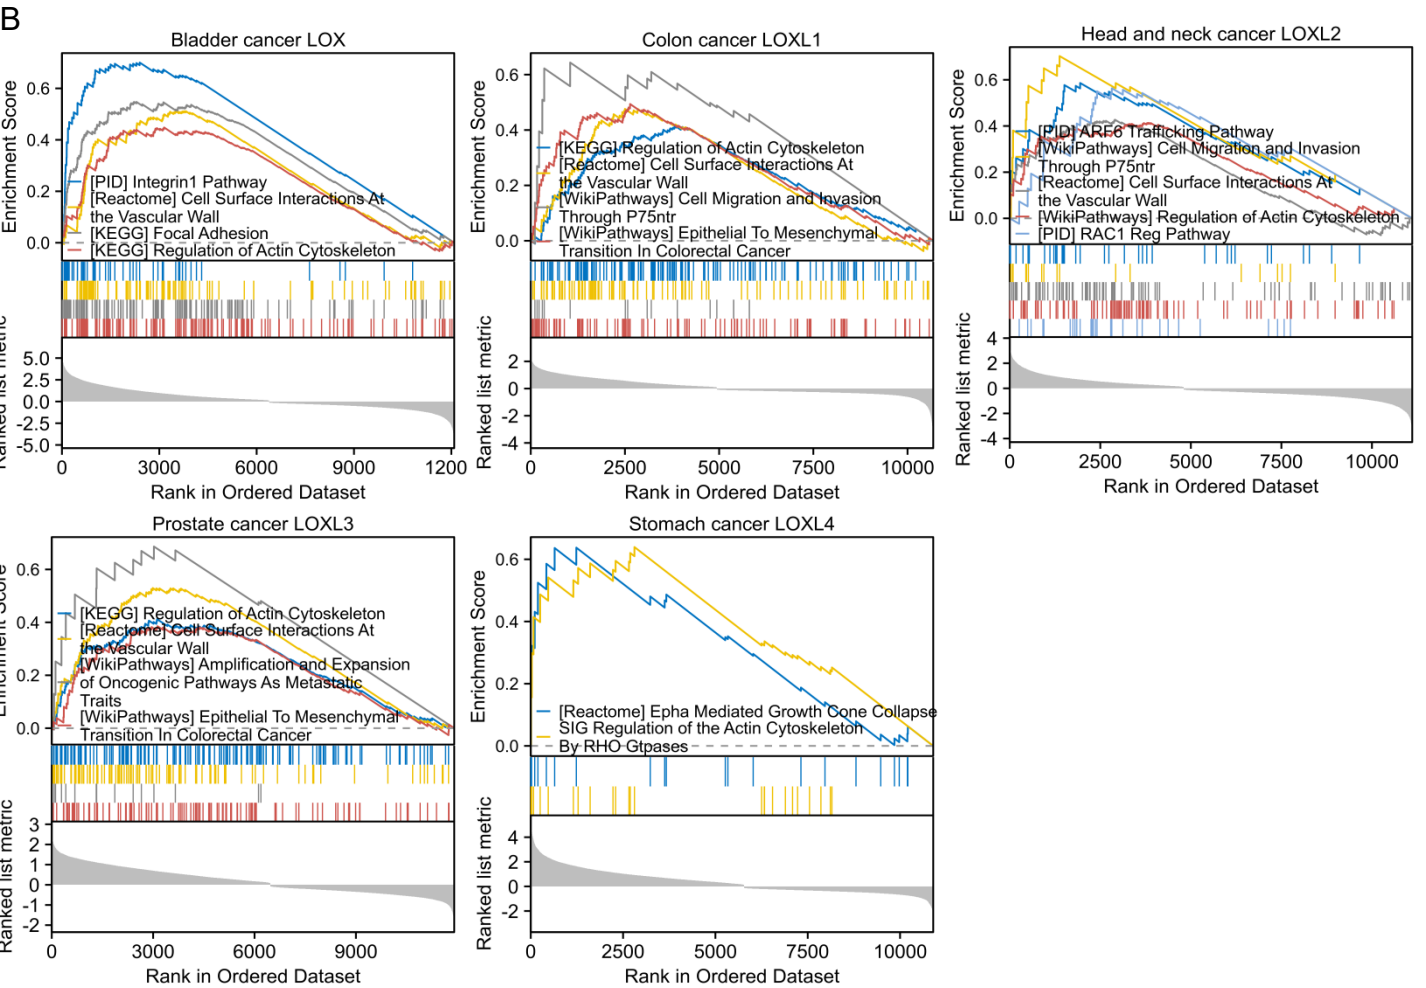 B
Bladder cancer LOX
Enrichment Score
0.6
0.4
0.2
0.0
[PID] Integrin1 Pathway
[Reactome] Cell Surface Interactions At
the Vascular Wall
[KEGG] Focal Adhesion
[KEGG] Regulation of Actin Cytoskeleton
Ranked list metric
5.0
2.5
0.0
-2.5
-5.0
0 3000 6000 9000 1200
Rank in Ordered Dataset
Colon cancer LOXL1
Enrichment Score
0.6
0.4
0.2
0.0
[KEGG] Regulation of Actin Cytoskeleton
[Reactome] Cell Surface Interactions At
the Vascular Wall
[WikiPathways] Cell Migration and Invasion
Through P75ntr
[WikiPathways] Epithelial To Mesenchymal
Transition In Colorectal Cancer
Ranked list metric
2
0
-2
-4
0 2500 5000 7500 10000
Rank in Ordered Dataset
Head and neck cancer LOXL2
Enrichment Score
0.6
0.4
0.2
0.0
[PID] ARF6 Trafficking Pathway
[WikiPathways] Cell Migration and Invasion
Through P75ntr
[Reactome] Cell Surface Interactions At
the Vascular Wall
[WikiPathways] Regulation of Actin Cytoskeleton
[PID] RAC1 Reg Pathway
Ranked list metric
4
2
0
-2
-4
0 2500 5000 7500 10000
Rank in Ordered Dataset
Prostate cancer LOXL3
Enrichment Score
0.6
0.4
0.2
0.0
[KEGG] Regulation of Actin Cytoskeleton
[Reactome] Cell Surface Interactions At
the Vascular Wall
[WikiPathways] Amplification and Expansion
of Oncogenic Pathways As Metastatic
Traits
[WikiPathways] Epithelial To Mesenchymal
Transition In Colorectal Cancer
Ranked list metric
3
2
1
0
-1
-2
0 3000 6000 9000
Rank in Ordered Dataset
Stomach cancer LOXL4
Enrichment Score
0.6
0.4
0.2
0.0
[Reactome] Epha Mediated Growth Cone Collapse
SIG Regulation of the Actin Cytoskeleton
By RHO Gtpases
Ranked list metric
4
2
0
-2
0 2500 5000 7500 10000
Rank in Ordered Dataset